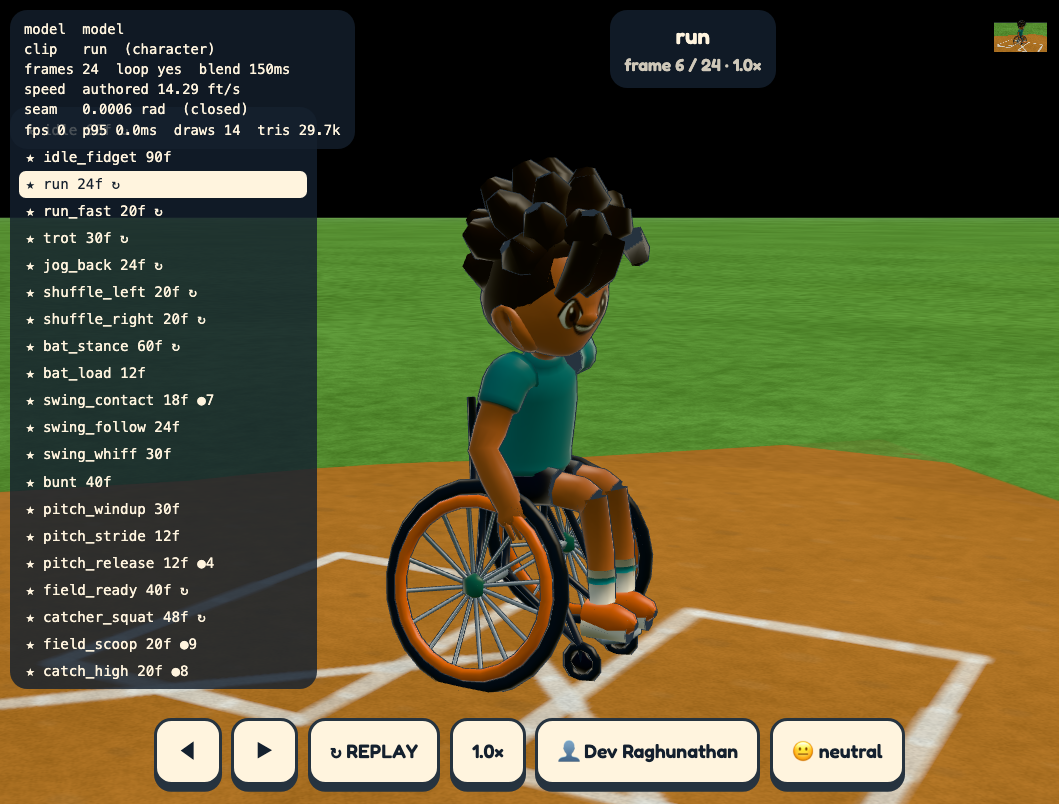 model model
clip run (character)
frames 24 loop yes blend 150ms
speed authored 14.29 ft/s
seam 0.0006 rad (closed)
fps 0 p95 0.0ms draws 14 tris 29.7k
★ idle_fidget 90f
★ run 24f ↻
★ run_fast 20f ↻
★ trot 30f ↻
★ jog_back 24f ↻
★ shuffle_left 20f ↻
★ shuffle_right 20f ↻
★ bat_stance 60f ↻
★ bat_load 12f
★ swing_contact 18f ●7
★ swing_follow 24f
★ swing_whiff 30f
★ bunt 40f
★ pitch_windup 30f
★ pitch_stride 12f
★ pitch_release 12f ●4
★ field_ready 40f ↻
★ catcher_squat 48f ↻
★ field_scoop 20f ●9
★ catch_high 20f ●8
run
frame 6 / 24 · 1.0x
◀ ▶ ↻ REPLAY 1.0x 👤 Dev Raghunathan 😐 neutral